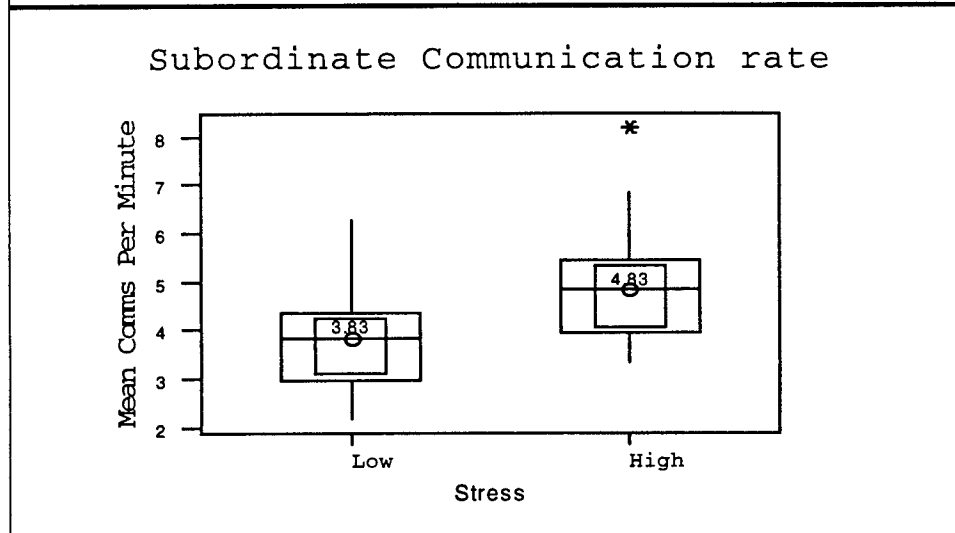 Subordinate Communication rate
Mean Comms Per Minute
8
7
6
5
4
3
2
3.83
4.83
Low
High
Stress